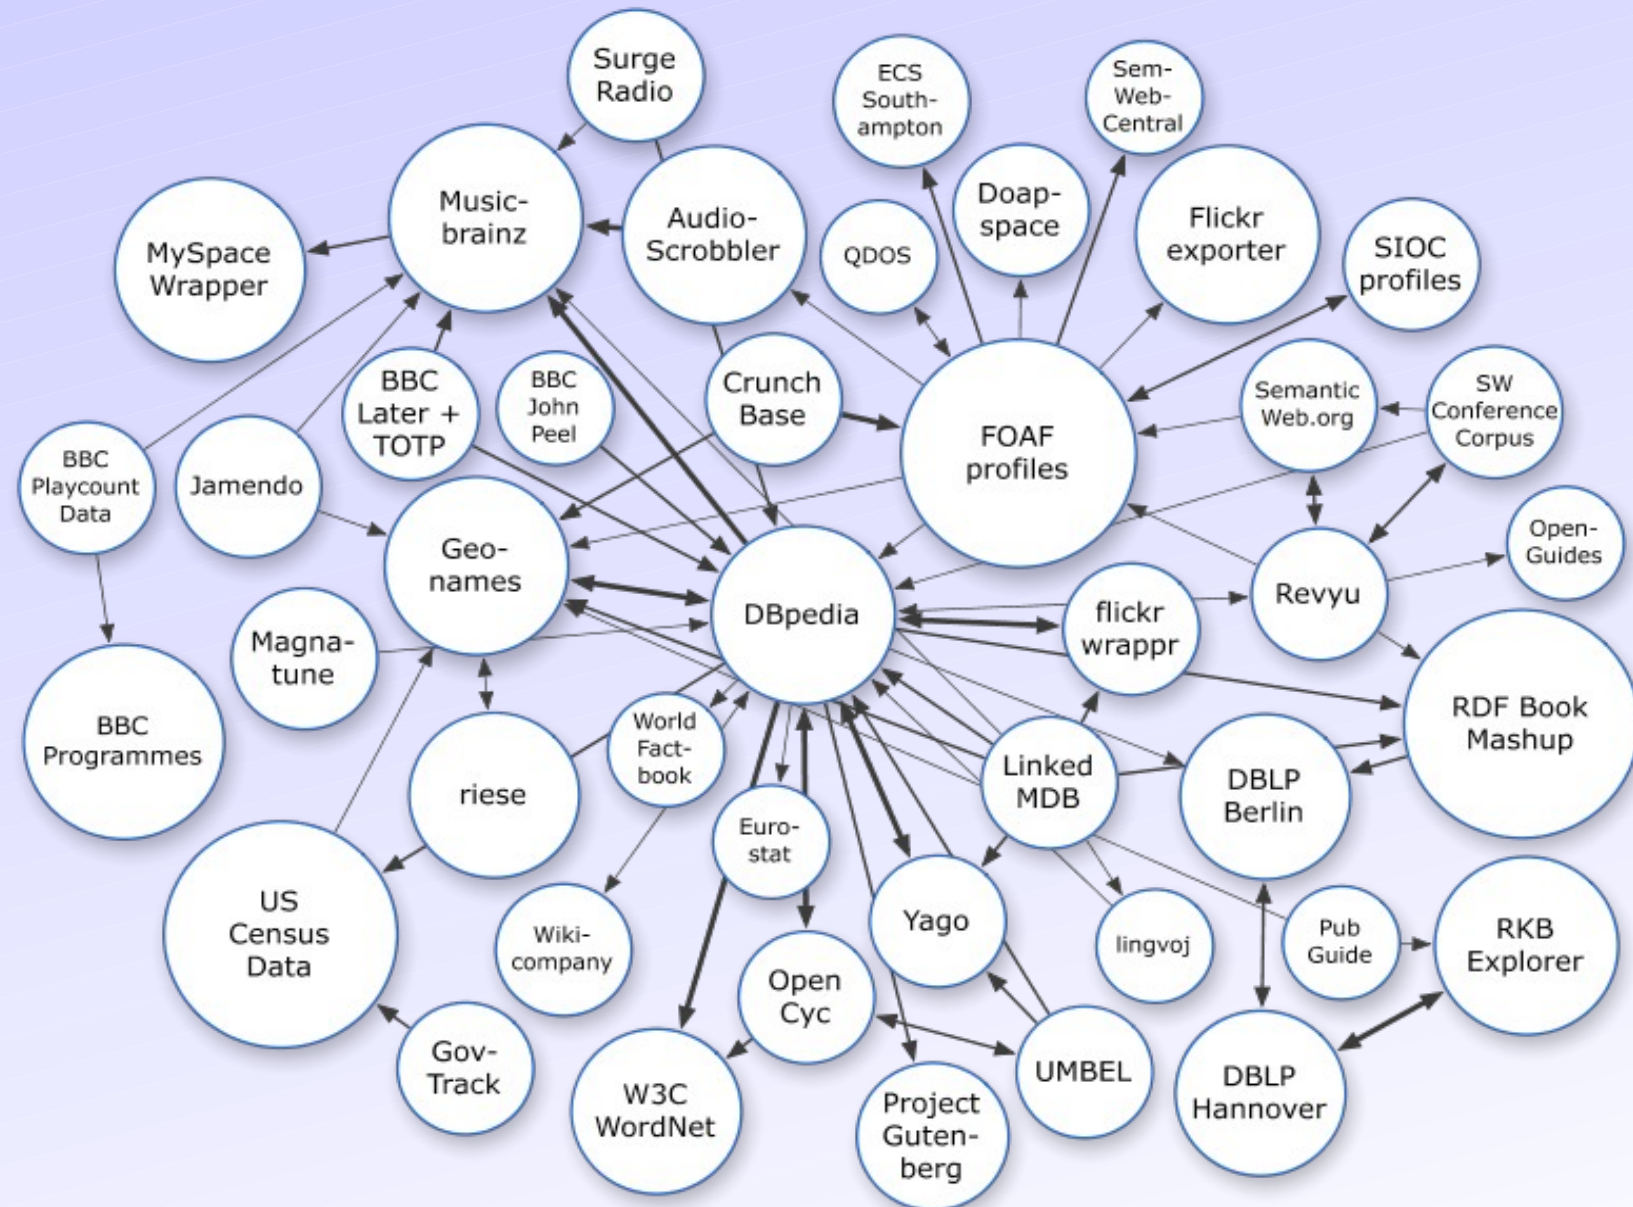 Surge
Radio
ECS
South-
ampton
Sem-
Web-
Central
Music-
brainz
Audio-
Scrobbler
Doap-
space
Flickr
exporter
MySpace
Wrapper
QDOS
SIOC
profiles
BBC
Later +
TOTP
BBC
John
Peel
Crunch
Base
FOAF
profiles
Semantic
Web.org
SW
Conference
Corpus
BBC
Playcount
Data
Jamendo
Geo-
names
Open-
Guides
DBpedia
flickr
wrappr
Revyu
Magna-
tune
BBC
Programmes
riese
World
Fact-
book
Linked
MDB
DBLP
Berlin
RDF Book
Mashup
Euro-
stat
US
Census
Data
Wiki-
company
Yago
lingvoj
Pub
Guide
RKB
Explorer
Open
Cyc
Gov-
Track
W3C
WordNet
Project
Guten-
berg
UMBEL
DBLP
Hannover